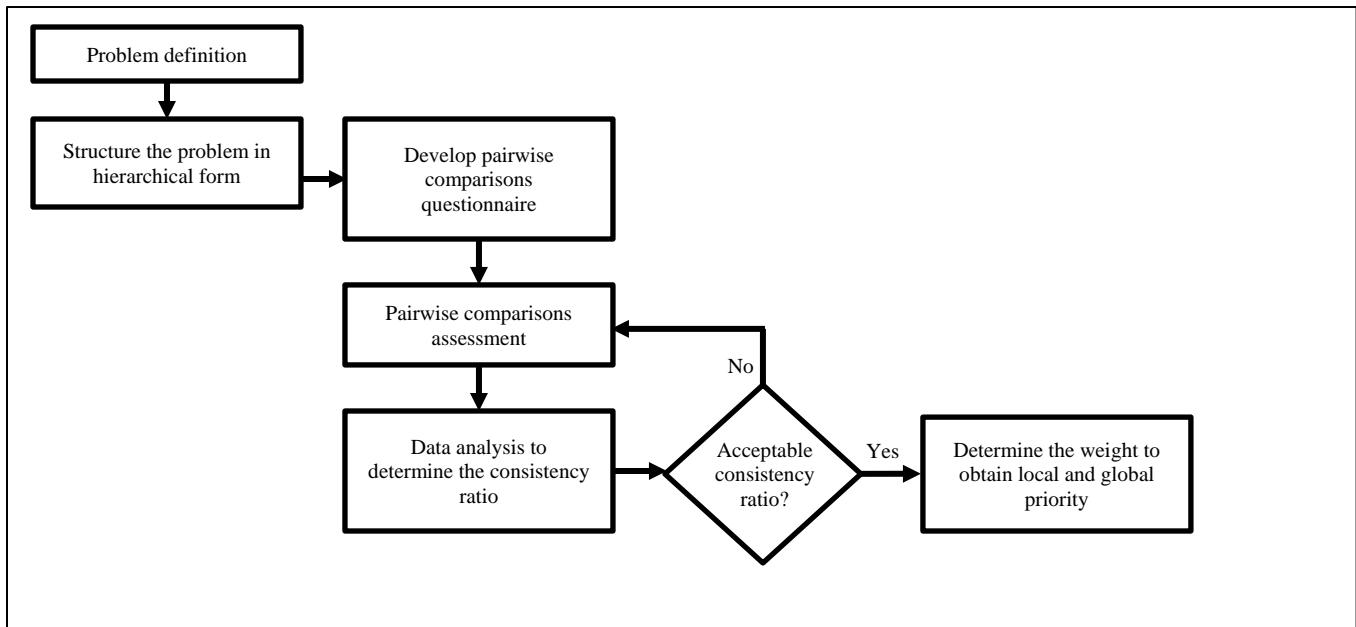 Problem definition
Structure the problem in
hierarchical form
Develop pairwise
comparisons
questionnaire
Pairwise comparisons
assessment
No
Data analysis to
determine the consistency
ratio
Acceptable
consistency
ratio?
Yes
Determine the weight to
obtain local and global
priority